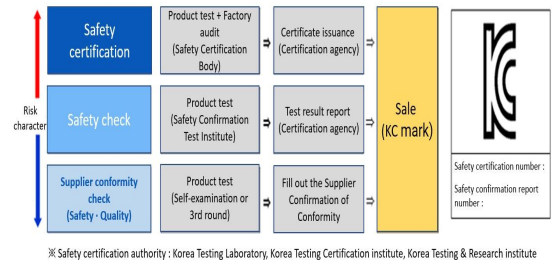 Risk
character
Safety
certification
Product test + Factory
audit
(Safety Certification
Body)
Certificate issuance
(Certification agency)
Safety check
Product test
(Safety Confirmation
Test Institute)
Test result report
(Certification agency)
Supplier conformity
check
(Safety · Quality)
Product test
(Self-examination or
3rd round)
Fill out the Supplier
Confirmation of
Conformity
Sale
(KC mark)
KC
Safety certification number :
Safety confirmation report
number :
※ Safety certification authority : Korea Testing Laboratory, Korea Testing Certification institute, Korea Testing & Research institute